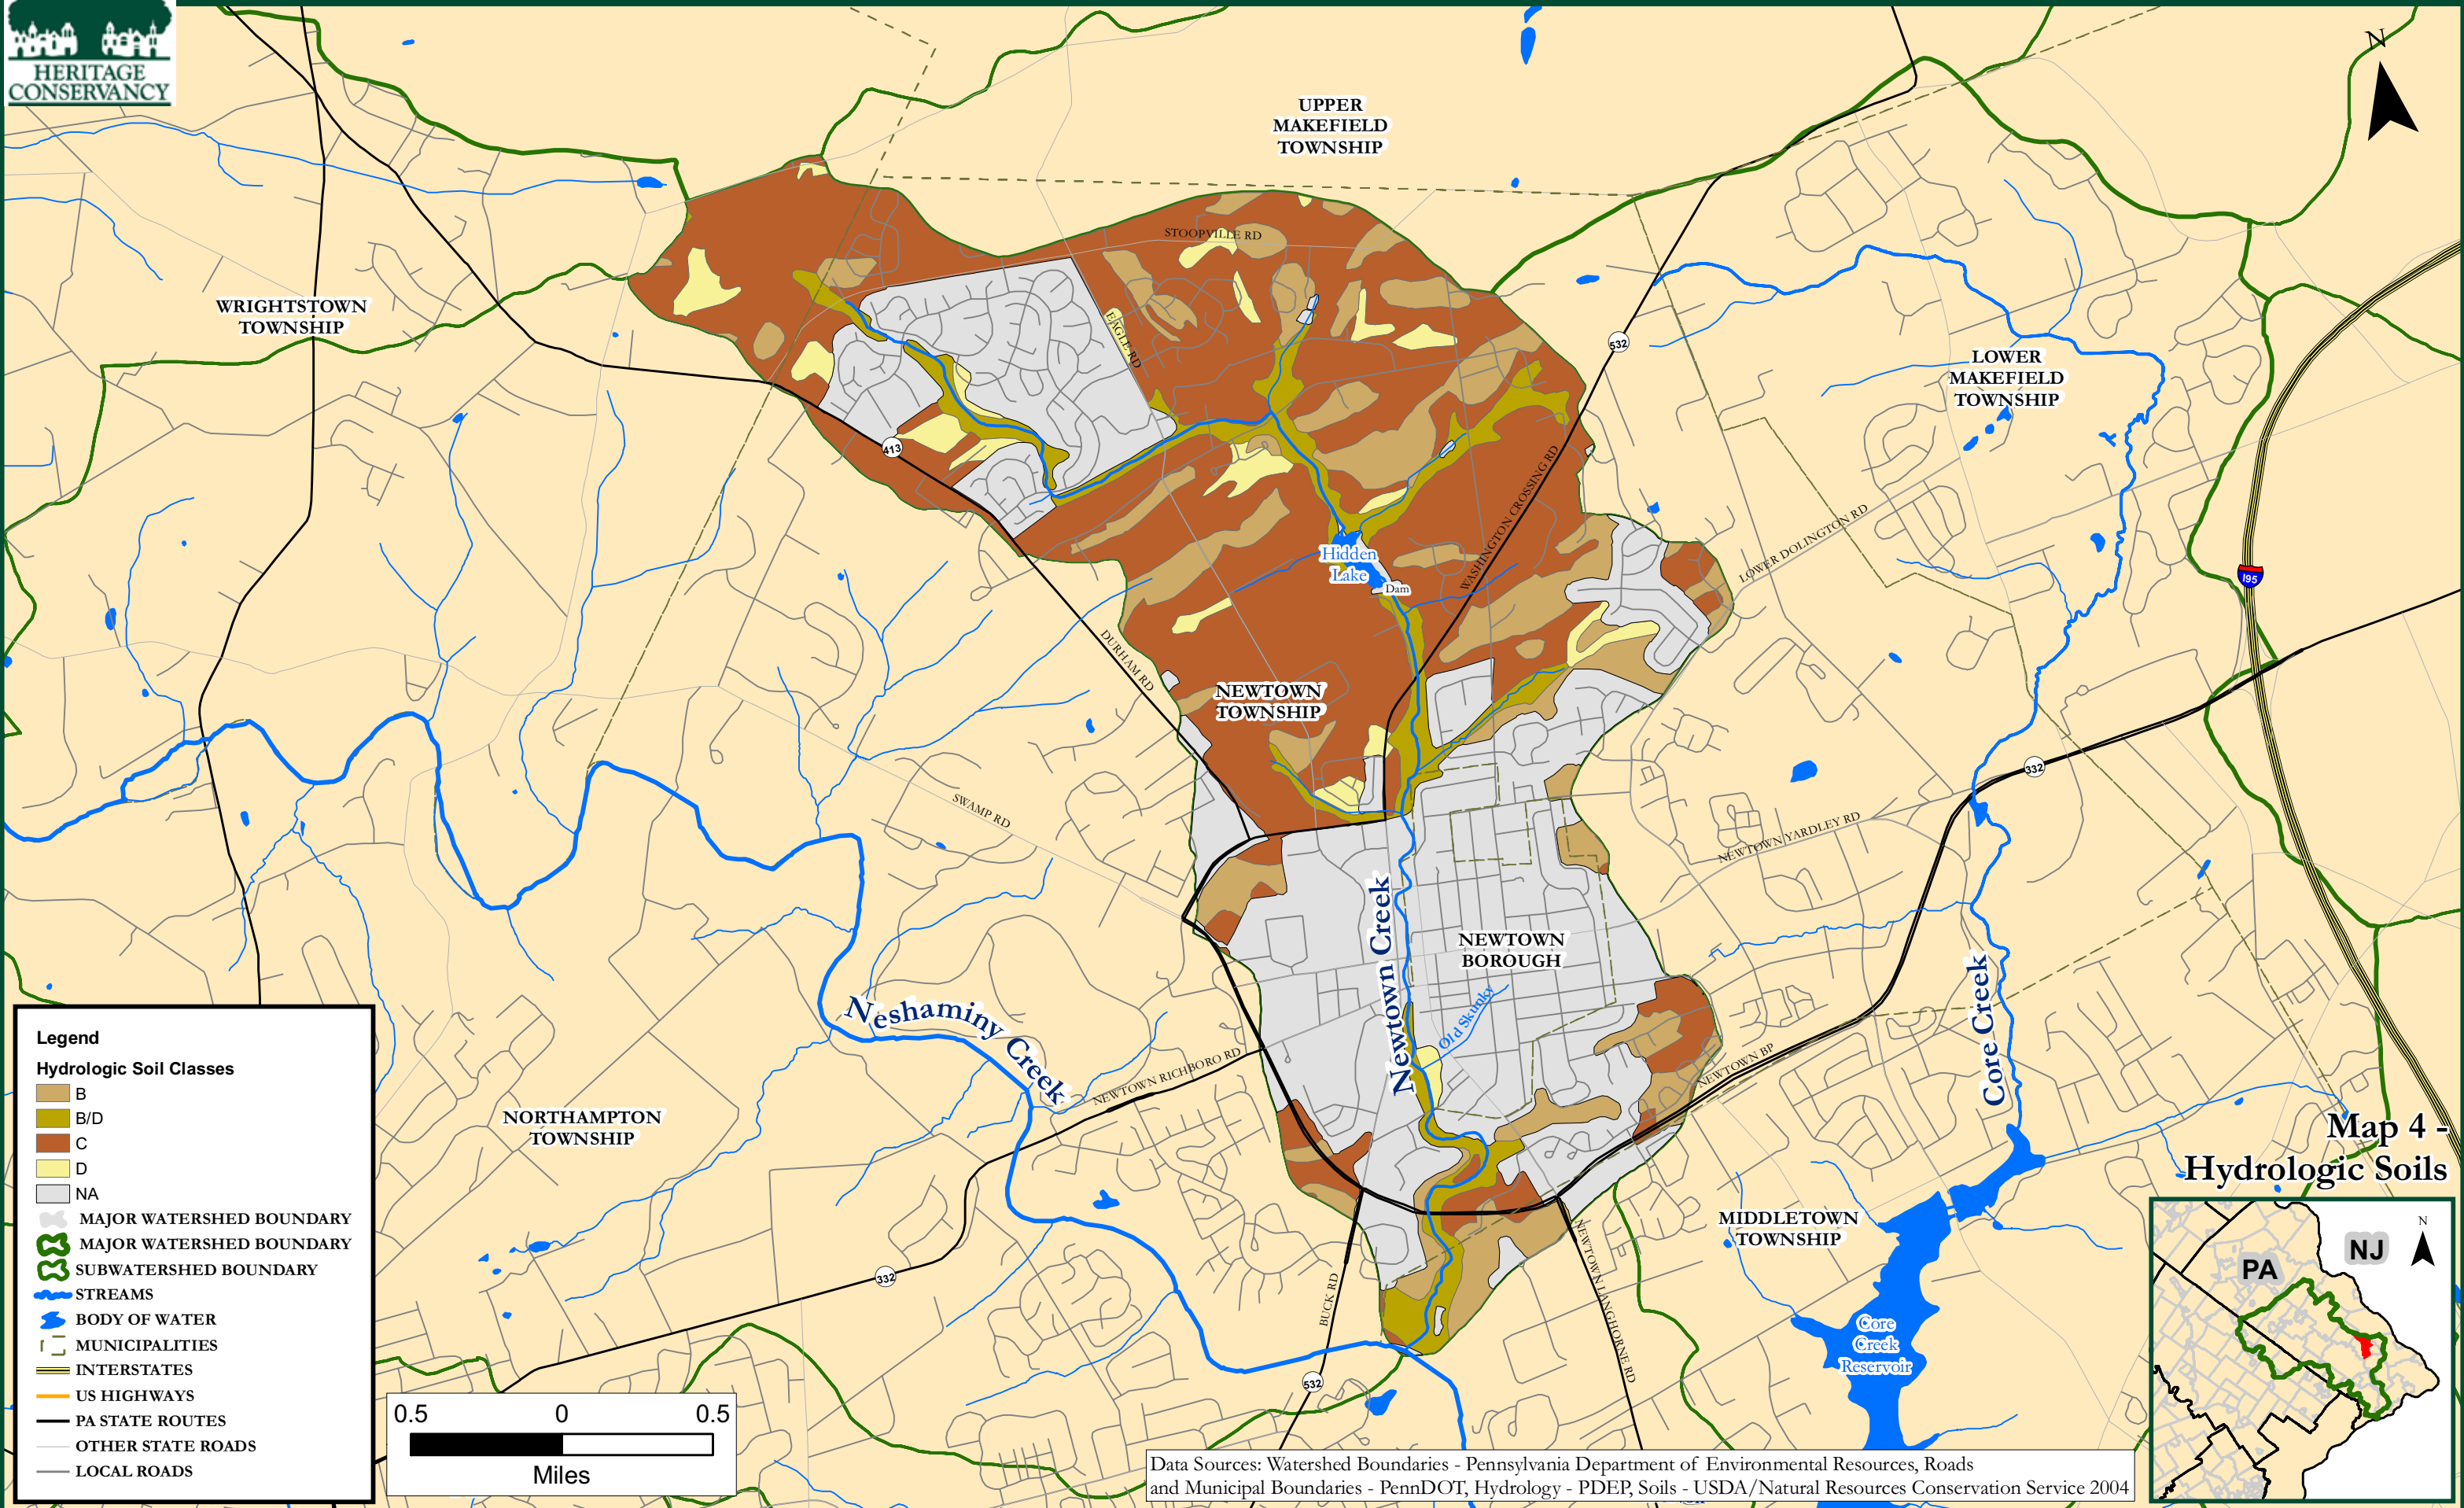 HERITAGE
CONSERVANCY
N
UPPER
MAKEFIELD
TOWNSHIP
STOOPVILLE RD
WRIGHTSTOWN
TOWNSHIP
EAGLE RD
532
LOWER
MAKEFIELD
TOWNSHIP
413
WASHINGTON CROSSING RD
LOWER DOLINGTON RD
Hidden
Lake
Dam
I95
DURHAM RD
NEWTOWN
TOWNSHIP
332
SWAMP RD
NEWTOWN YARDLEY RD
Newtown Creek
NEWTOWN
BOROUGH
Old Skunky
Core Creek
Neshaminy Creek
NEWTOWN RICHBORO RD
NEWTOWN BP
NORTHAMPTON
TOWNSHIP
MIDDLETOWN
TOWNSHIP
332
BUCK RD
NEWTOWN LANGHORNE RD
532
Core
Creek
Reservoir
Map 4 -
Hydrologic Soils
PA
NJ
N
Legend
Hydrologic Soil Classes
B
B/D
C
D
NA
MAJOR WATERSHED BOUNDARY
MAJOR WATERSHED BOUNDARY
SUBWATERSHED BOUNDARY
STREAMS
BODY OF WATER
MUNICIPALITIES
INTERSTATES
US HIGHWAYS
PA STATE ROUTES
OTHER STATE ROADS
LOCAL ROADS
0.5 0 0.5
Miles
Data Sources: Watershed Boundaries - Pennsylvania Department of Environmental Resources, Roads
and Municipal Boundaries - PennDOT, Hydrology - PDEP, Soils - USDA/Natural Resources Conservation Service 2004